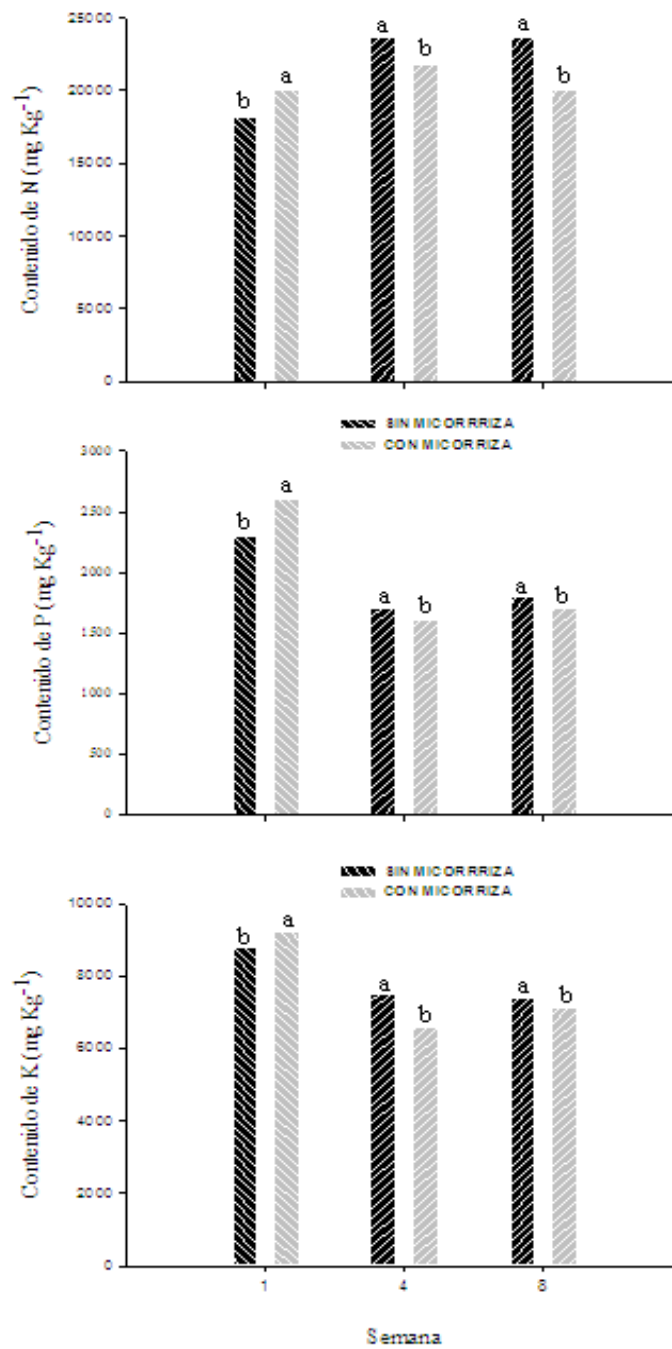 25000
a
a
a
b
b
b
20000
15000
10000
5000
0
Contenido de N (mg Kg-1)
SIN MICORRRIZA
CON MICORRIZA
3000
a
2500
b
2000
a
b
a
b
1500
1000
500
0
Contenido de P (mg Kg-1)
SIN MICORRRIZA
CON MICORRIZA
10000
b
a
8000
a
b
a
b
6000
4000
2000
0
Contenido de K (mg Kg-1)
1
4
8
Semana